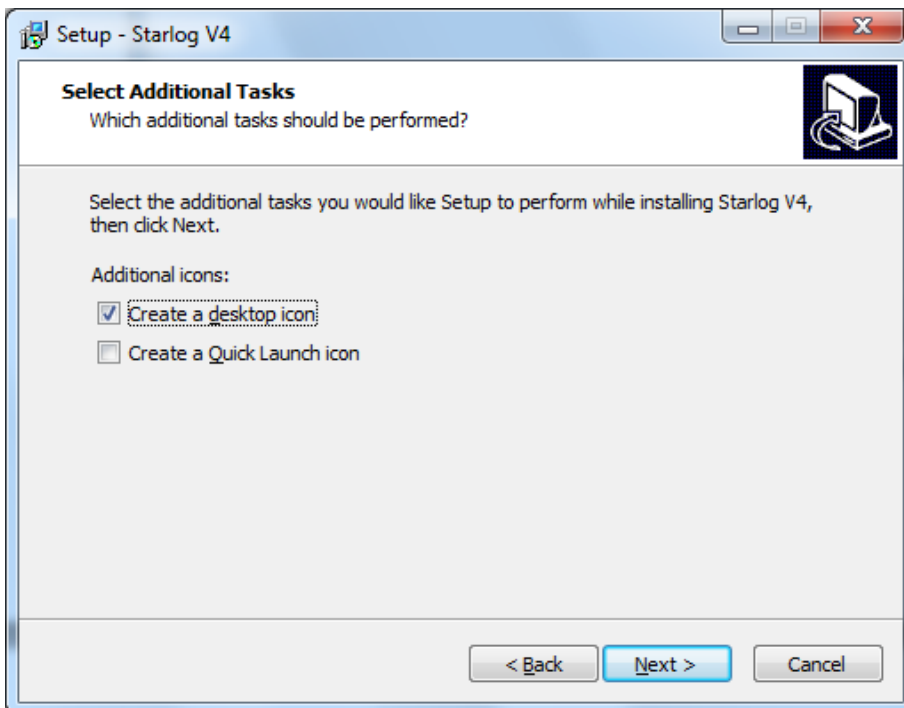 Setup - Starlog V4
Select Additional Tasks
Which additional tasks should be performed?
Select the additional tasks you would like Setup to perform while installing Starlog V4,
then click Next.
Additional icons:
Create a desktop icon
Create a Quick Launch icon
< Back
Next >
Cancel